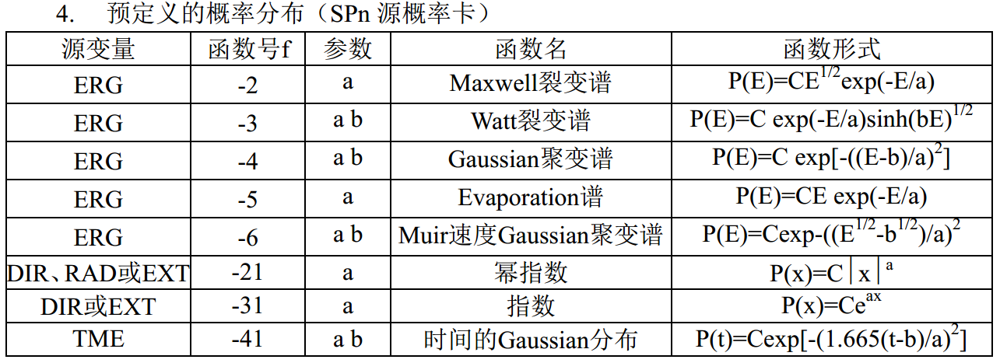 4. 预定义的概率分布（SPn 源概率卡）
源变量 函数号f 参数 函数名 函数形式
ERG -2 a Maxwell裂变谱 P(E)=CE^1/2exp(-E/a)
ERG -3 a b Watt裂变谱 P(E)=C exp(-E/a)sinh(bE)^1/2
ERG -4 a b Gaussian聚变谱 P(E)=C exp[-((E-b)/a)^2]
ERG -5 a Evaporation谱 P(E)=CE exp(-E/a)
ERG -6 a b Muir速度Gaussian聚变谱 P(E)=Cexp-((E^1/2-b^1/2)/a)^2
DIR、RAD或EXT -21 a 幂指数 P(x)=C│x│^a
DIR或EXT -31 a 指数 P(x)=Ce^ax
TME -41 a b 时间的Gaussian分布 P(t)=Cexp[-(1.665(t-b)/a)^2]